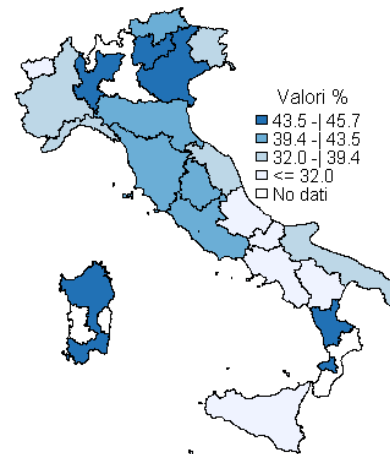 Valori %
43.5 -| 45.7
39.4 -| 43.5
32.0 -| 39.4
<= 32.0
No dati